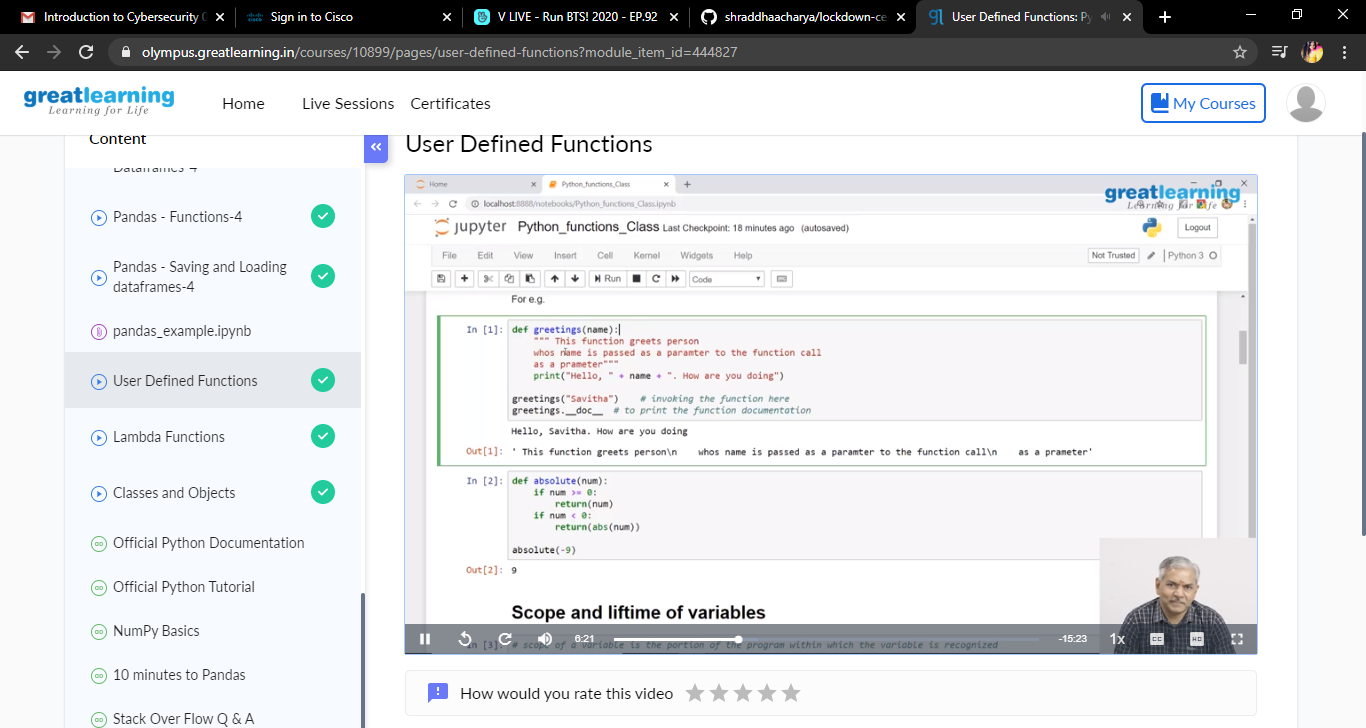 Introduction to Cybersecurity
Sign in to Cisco
V LIVE - Run BTS! 2020 - EP.92
shraddhaacharya/lockdown-ce
User Defined Functions: Py
olympus.greatlearning.in/courses/10899/pages/user-defined-functions?module_item_id=444827
greatlearning
Learning for Life
Home
Live Sessions
Certificates
My Courses
Content
Dataframes-4
Pandas - Functions-4
Pandas - Saving and Loading
dataframes-4
pandas_example.ipynb
User Defined Functions
Lambda Functions
Classes and Objects
Official Python Documentation
Official Python Tutorial
NumPy Basics
10 minutes to Pandas
Stack Over Flow Q & A
User Defined Functions
Home
Python_functions_Class
localhost:8888/notebooks/Python_functions_Class.ipynb
greatlearning
Learning for Life
jupyter Python_functions_Class Last Checkpoint: 18 minutes ago (autosaved)
Logout
File Edit View Insert Cell Kernel Widgets Help
Not Trusted
Python 3
Run
Code
For e.g.
In [1]: def greetings(name):
""" This function greets person
whos name is passed as a paramter to the function call
as a prameter"""
print("Hello, " + name + ". How are you doing")
greetings("Savitha") # invoking the function here
greetings.__doc__ # to print the function documentation
Hello, Savitha. How are you doing
Out[1]: ' This function greets person\n whos name is passed as a paramter to the function call\n as a prameter'
In [2]: def absolute(num):
if num >= 0:
return(num)
if num < 0:
return(abs(num))
absolute(-9)
Out[2]: 9
Scope and liftime of variables
In [3]: # scope of a variable is the portion of the program within which the variable is recognized
6:21
-15:23
1x
CC
HD
How would you rate this video